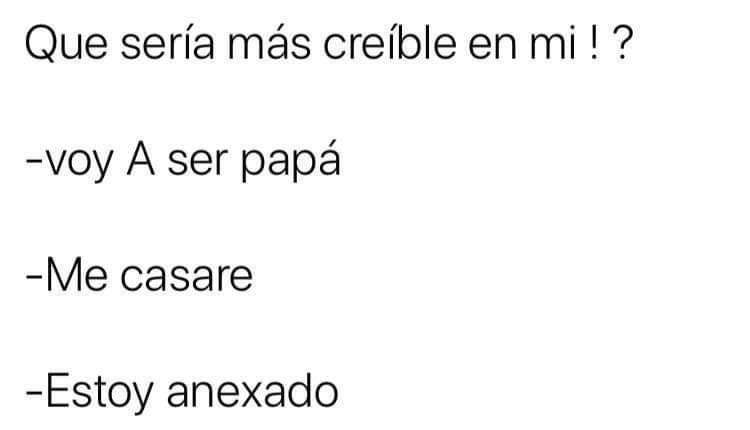 Que sería más creíble en mi ! ?
-voy A ser papá
-Me casare
-Estoy anexado